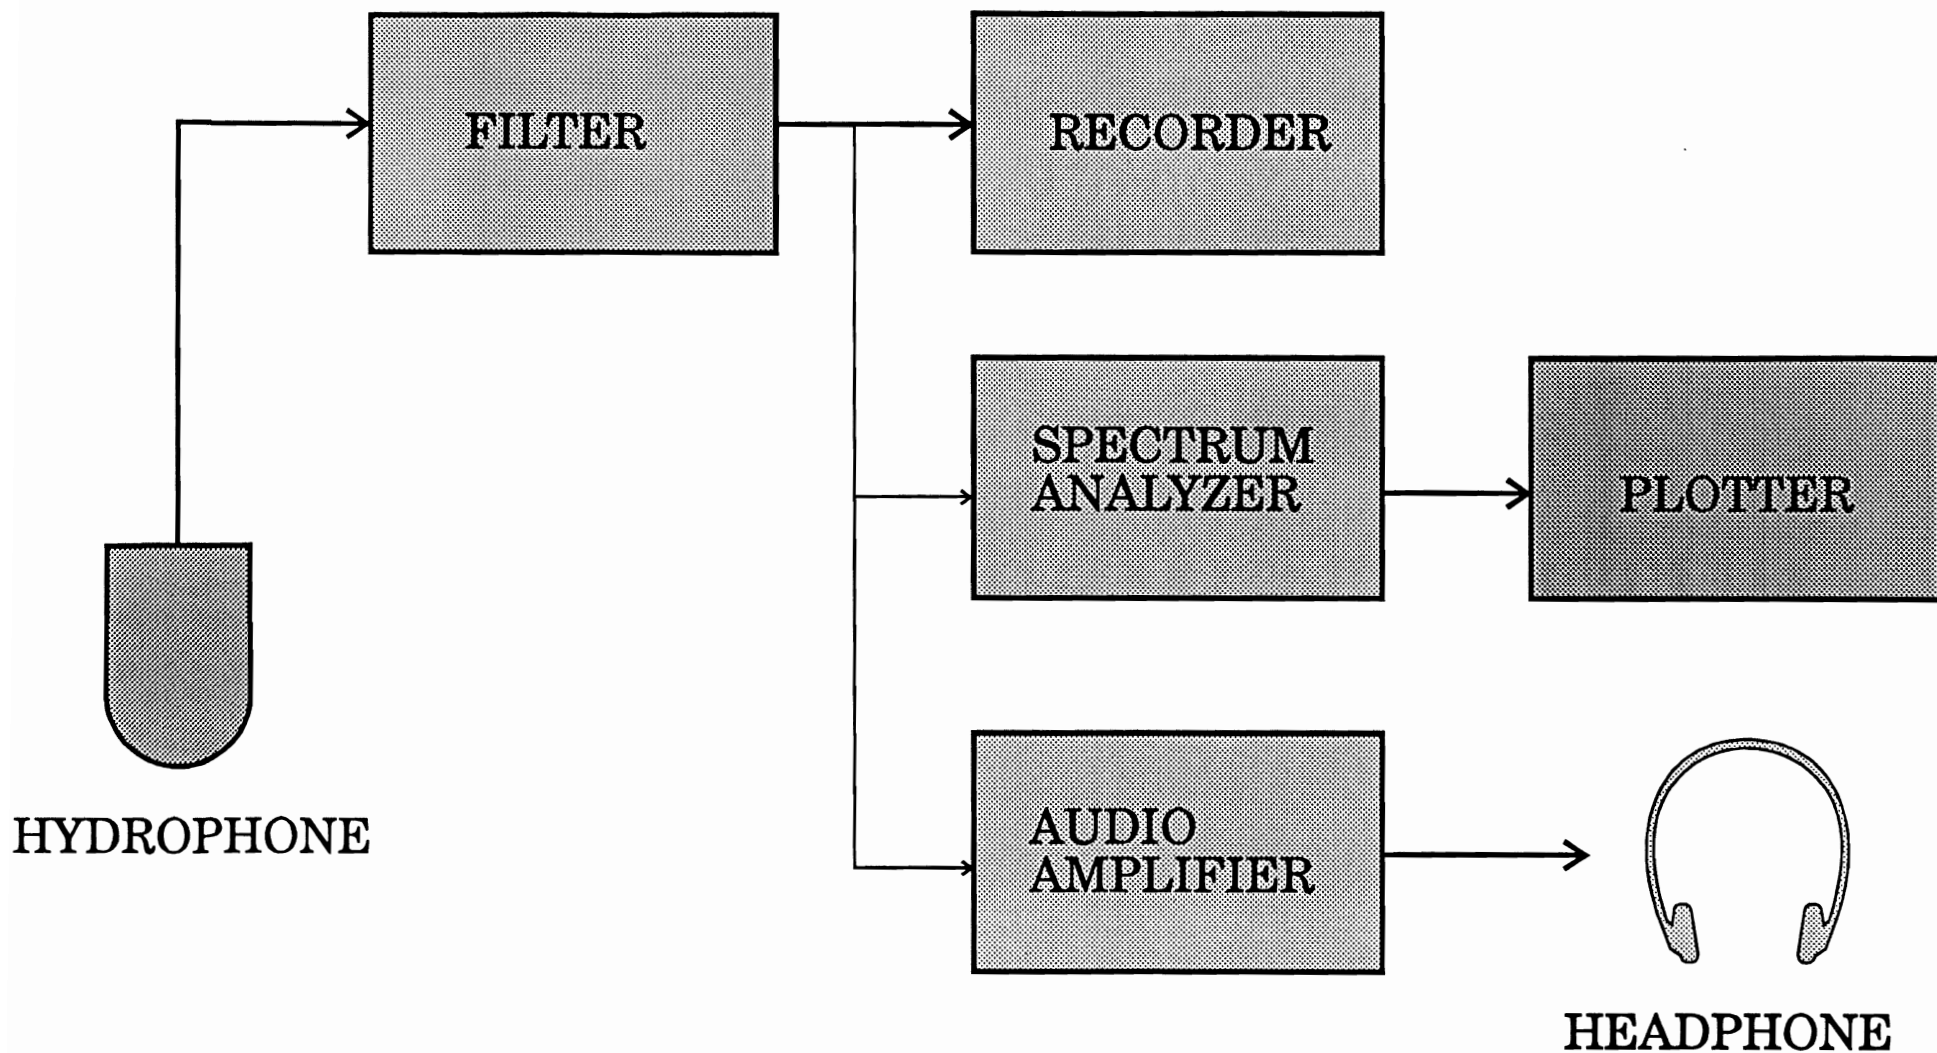 FILTER
RECORDER
SPECTRUM
ANALYZER
PLOTTER
HYDROPHONE
AUDIO
AMPLIFIER
HEADPHONE